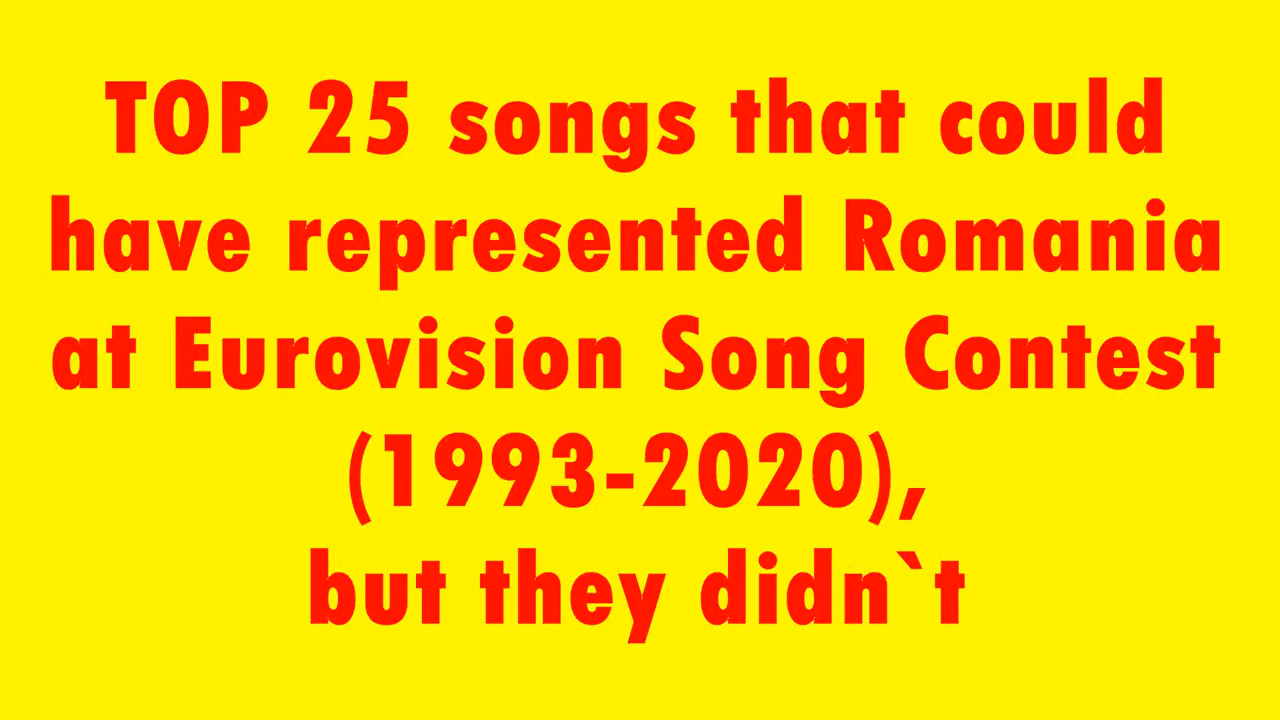 TOP 25 songs that could
have represented Romania
at Eurovision Song Contest
(1993-2020),
but they didn`t